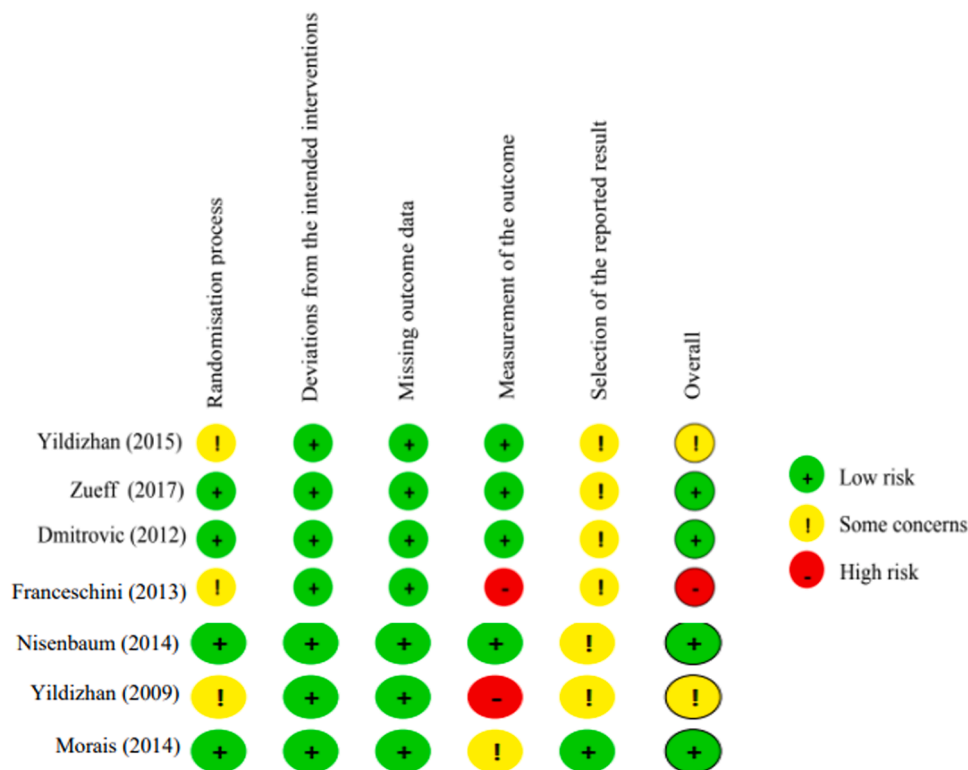 Randomisation process
Deviations from the intended interventions
Missing outcome data
Measurement of the outcome
Selection of the reported result
Overall
Yildizhan (2015) ! + + + ! !
Zueff (2017) + + + + ! +
Dmitrovic (2012) + + + + ! +
Franceschini (2013) ! + + - ! -
Nisenbaum (2014) + + + + ! +
Yildizhan (2009) ! + + - ! !
Morais (2014) + + + ! + +
+ Low risk
! Some concerns
- High risk